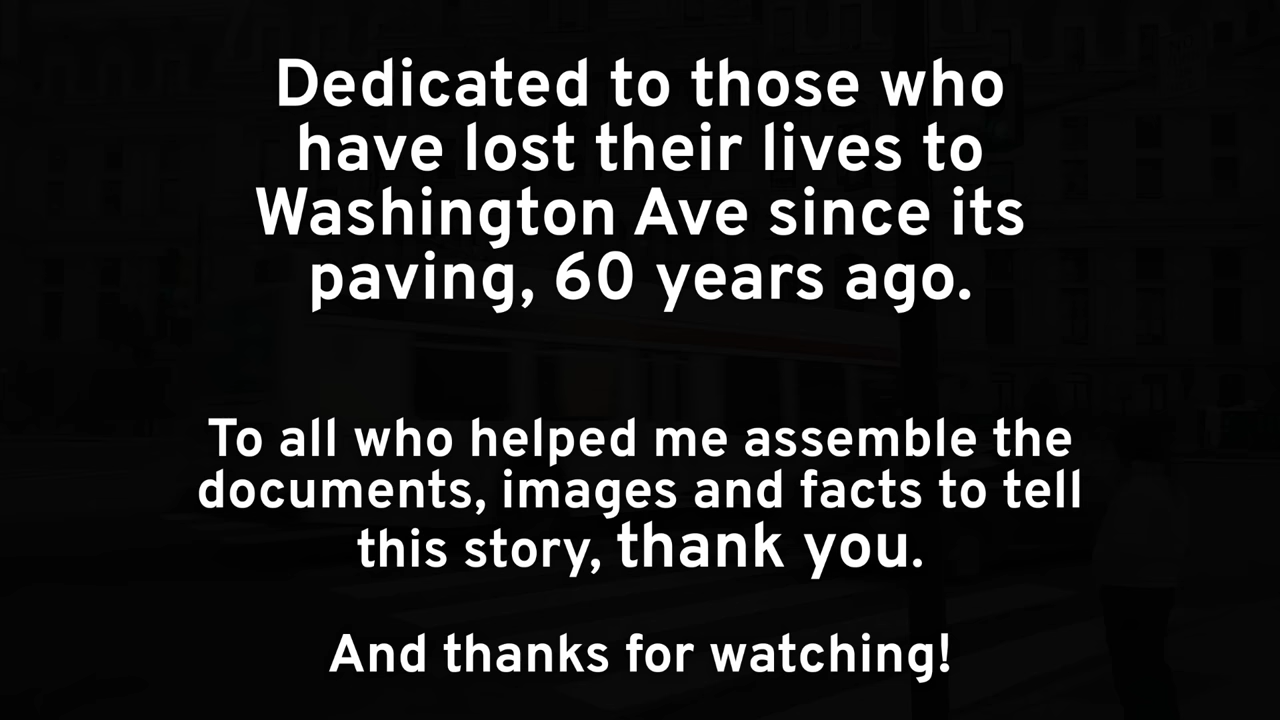 Dedicated to those who
have lost their lives to
Washington Ave since its
paving, 60 years ago.
To all who helped me assemble the
documents, images and facts to tell
this story, thank you.
And thanks for watching!